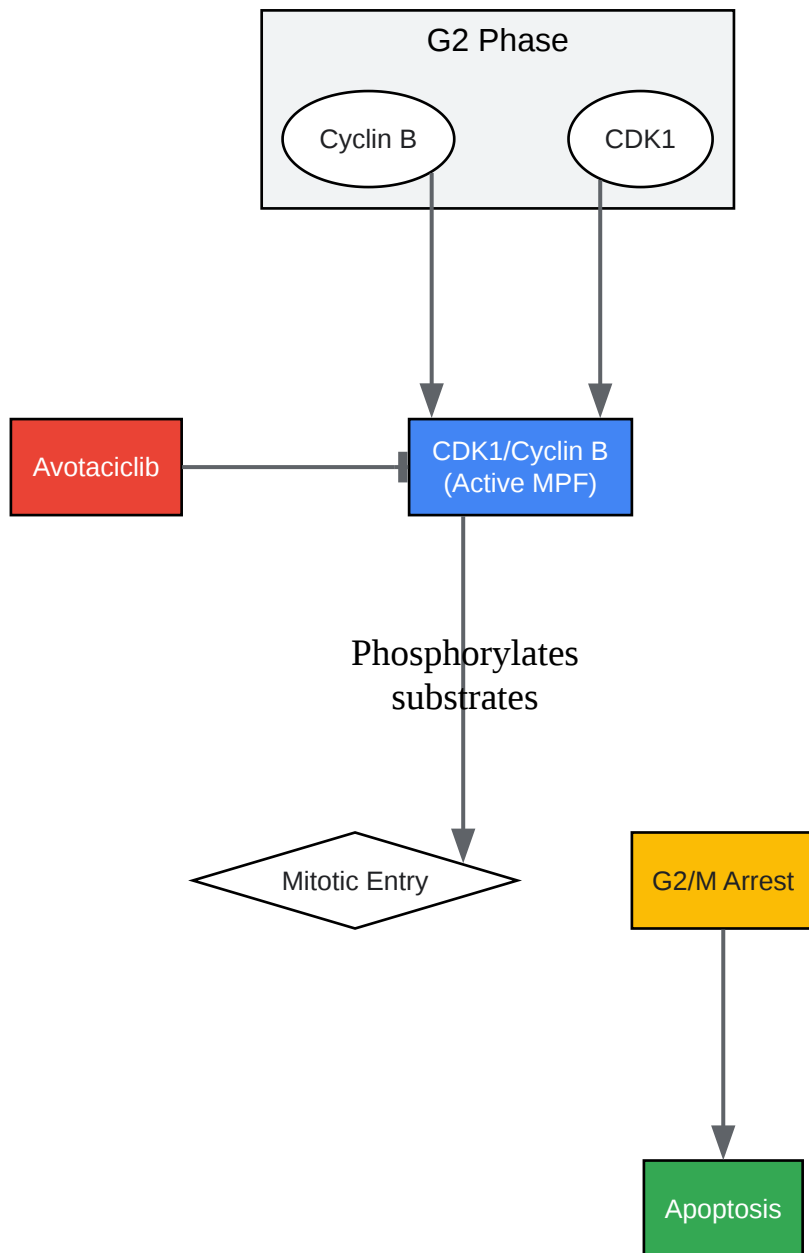 G2 Phase
Cyclin B
CDK1
Avotaciclib
CDK1/Cyclin B
(Active MPF)
Phosphorylates
substrates
Mitotic Entry
G2/M Arrest
Apoptosis